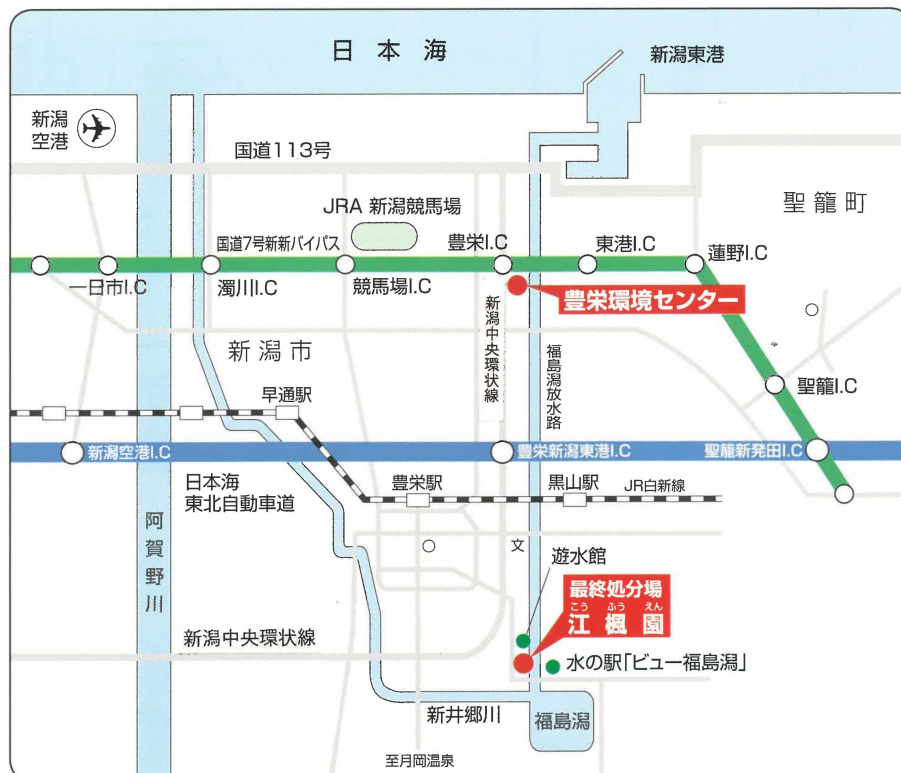 日本海
新潟東港
新潟
空港
国道113号
聖籠町
JRA 新潟競馬場
国道7号新新バイパス
豊栄I.C
東港I.C
蓮野I.C
一日市I.C
濁川I.C
競馬場I.C
豊栄環境センター
新潟中央環状線
福島潟放水路
新潟市
聖籠I.C
早通駅
新潟空港I.C
豊栄新潟東港I.C
聖籠新発田I.C
日本海
東北自動車道
豊栄駅
黒山駅
JR白新線
阿賀野川
文
遊水館
最終処分場
こう ふう えん
江楓園
新潟中央環状線
水の駅「ビュー福島潟」
新井郷川
福島潟
至月岡温泉